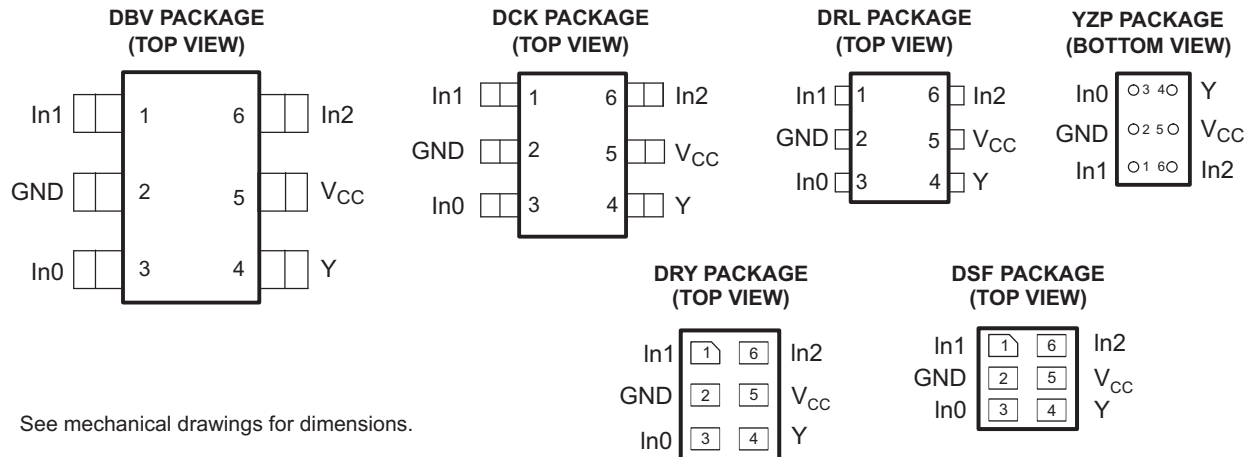 DBV PACKAGE
(TOP VIEW)
In1 1 6 In2
GND 2 5 VCC
In0 3 4 Y
DCK PACKAGE
(TOP VIEW)
In1 1 6 In2
GND 2 5 VCC
In0 3 4 Y
DRL PACKAGE
(TOP VIEW)
In1 1 6 In2
GND 2 5 VCC
In0 3 4 Y
YZP PACKAGE
(BOTTOM VIEW)
In0 3 4 Y
GND 2 5 VCC
In1 1 6 In2
DRY PACKAGE
(TOP VIEW)
In1 1 6 In2
GND 2 5 VCC
In0 3 4 Y
DSF PACKAGE
(TOP VIEW)
In1 1 6 In2
GND 2 5 VCC
In0 3 4 Y
See mechanical drawings for dimensions.